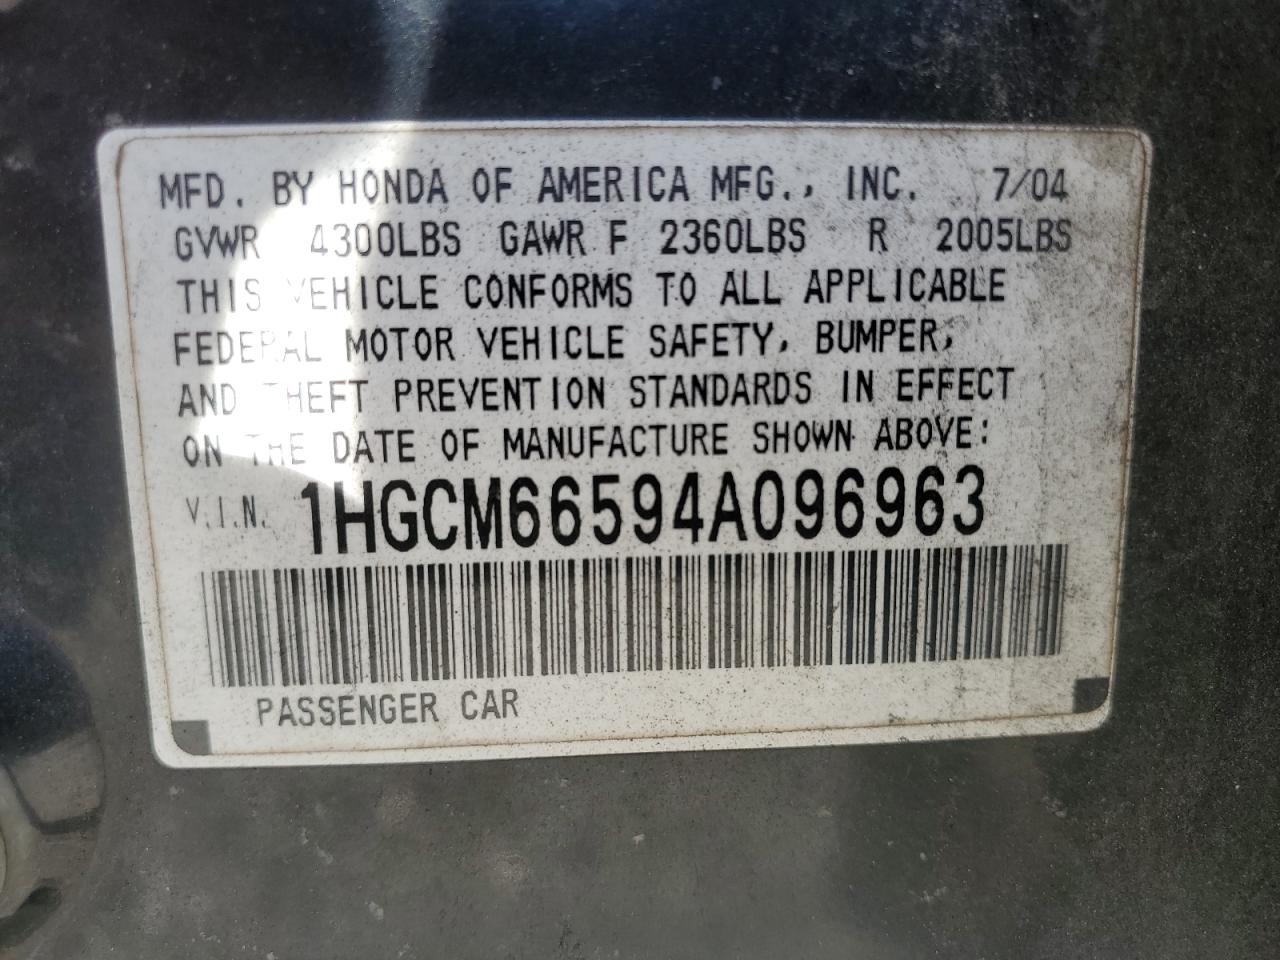 MFD. BY HONDA OF AMERICA MFG., INC. 7/04
GVWR 4300LBS GAWR F 2360LBS R 2005LBS
THIS VEHICLE CONFORMS TO ALL APPLICABLE
FEDERAL MOTOR VEHICLE SAFETY, BUMPER,
AND THEFT PREVENTION STANDARDS IN EFFECT
ON THE DATE OF MANUFACTURE SHOWN ABOVE:
V.I.N. 1HGCM66594A096963
PASSENGER CAR